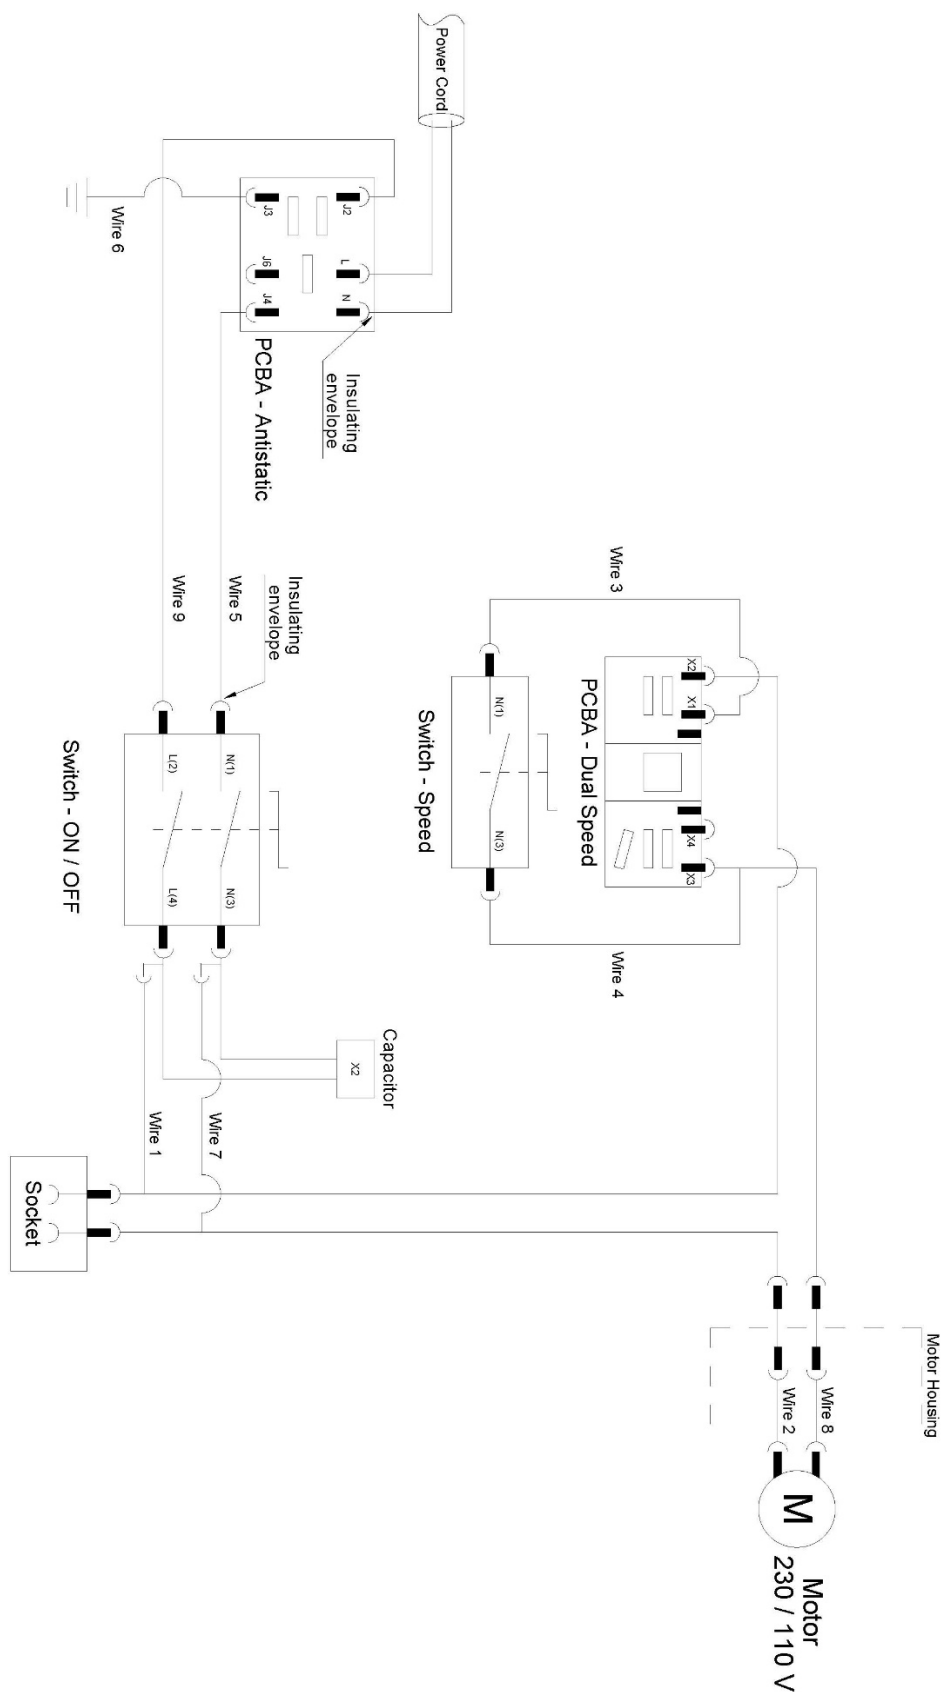 Power Cord
J3
J2
J6
L
J4
N
Wire 6
PCBA - Antistatic
Insulating
envelope
Wire 9
Wire 5
Insulating
envelope
Switch - ON / OFF
L(2)
N(1)
L(4)
N(3)
Wire 3
Switch - Speed
N(1)
N(3)
PCBA - Dual Speed
X2
X1
X4
X3
Wire 4
Capacitor
X2
Wire 1
Wire 7
Socket
Motor Housing
Wire 2
Wire 8
M
Motor
230 / 110 V